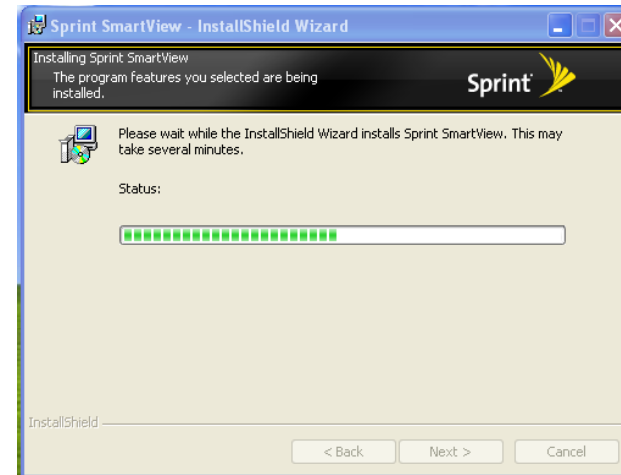 Sprint SmartView - InstallShield Wizard
Installing Sprint SmartView
The program features you selected are being
installed.
Sprint
Please wait while the InstallShield Wizard installs Sprint SmartView. This may
take several minutes.
Status:
InstallShield
< Back Next > Cancel